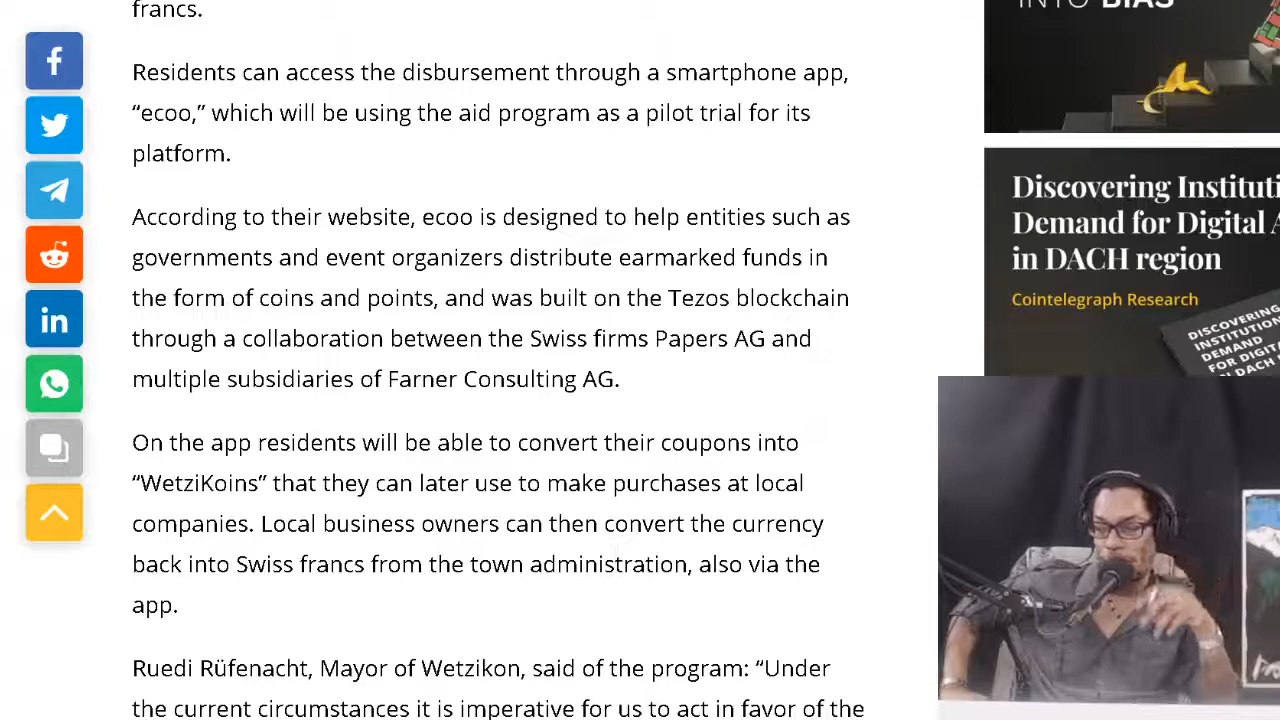 francs.
Residents can access the disbursement through a smartphone app,
“ecoo,” which will be using the aid program as a pilot trial for its
platform.
According to their website, ecoo is designed to help entities such as
governments and event organizers distribute earmarked funds in
the form of coins and points, and was built on the Tezos blockchain
through a collaboration between the Swiss firms Papers AG and
multiple subsidiaries of Farner Consulting AG.
On the app residents will be able to convert their coupons into
“WetziKoins” that they can later use to make purchases at local
companies. Local business owners can then convert the currency
back into Swiss francs from the town administration, also via the
app.
Ruedi Rüfenacht, Mayor of Wetzikon, said of the program: “Under
the current circumstances it is imperative for us to act in favor of the
INTO BIAS
Discovering Instituti
Demand for Digital A
in DACH region
Cointelegraph Research
DISCOVERING
INSTITUTION
DEMAND
FOR DIGIT
DACH